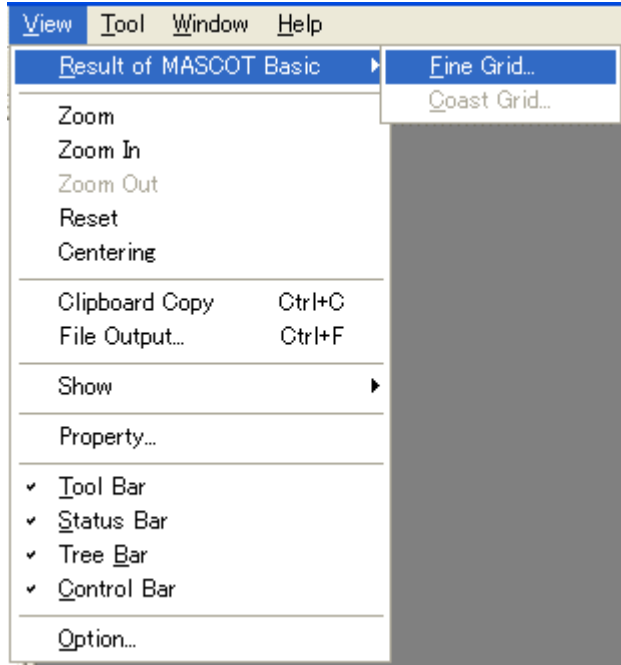 View Tool Window Help
Result of MASCOT Basic
Fine Grid...
Coast Grid...
Zoom
Zoom In
Zoom Out
Reset
Centering
Clipboard Copy Ctrl+C
File Output... Ctrl+F
Show
Property...
Tool Bar
Status Bar
Tree Bar
Control Bar
Option...